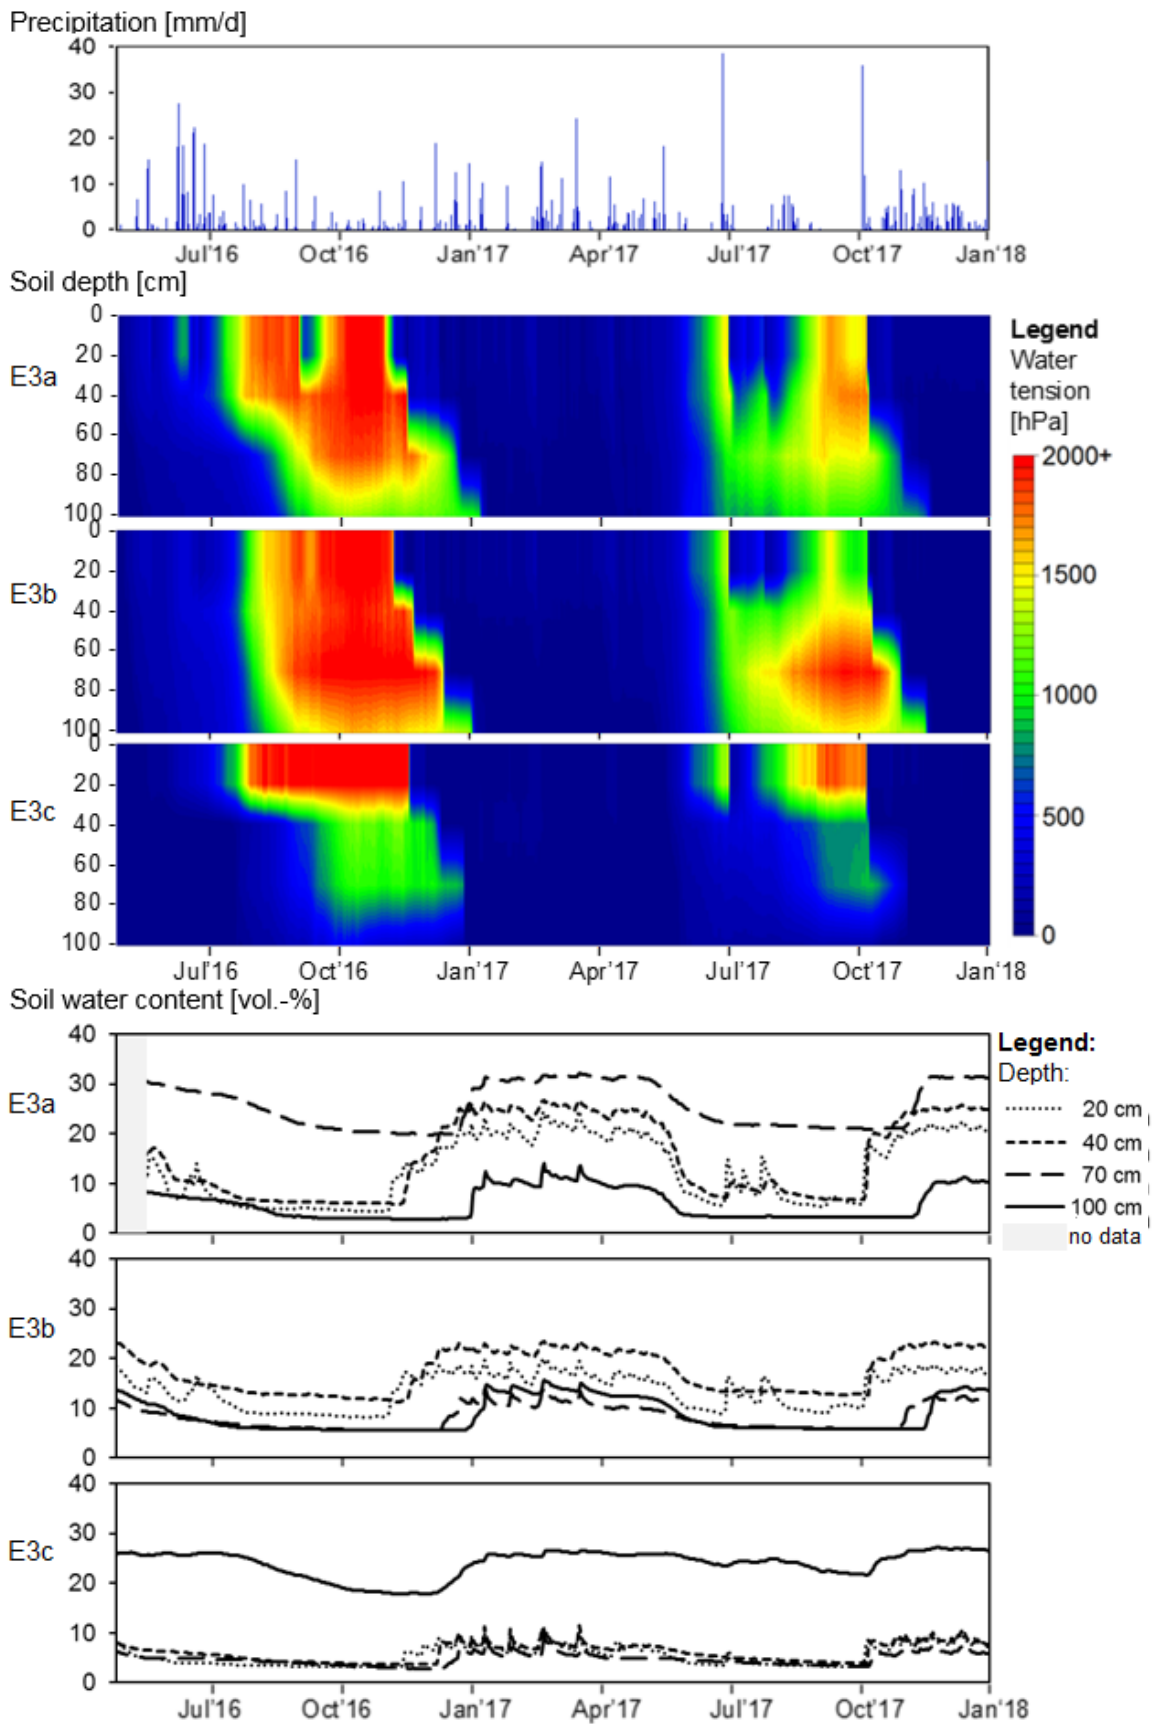 Precipitation [mm/d]
40
30
20
10
0
Jul'16 Oct'16 Jan'17 Apr'17 Jul'17 Oct'17 Jan'18
Soil depth [cm]
E3a
0
20
40
60
80
100
E3b
0
20
40
60
80
100
E3c
0
20
40
60
80
100
Jul'16 Oct'16 Jan'17 Apr'17 Jul'17 Oct'17 Jan'18
Legend
Water
tension
[hPa]
2000+
1500
1000
500
0
Soil water content [vol.-%]
E3a
40
30
20
10
0
E3b
40
30
20
10
0
E3c
40
30
20
10
0
Jul'16 Oct'16 Jan'17 Apr'17 Jul'17 Oct'17 Jan'18
Legend:
Depth:
20 cm
40 cm
70 cm
100 cm
no data